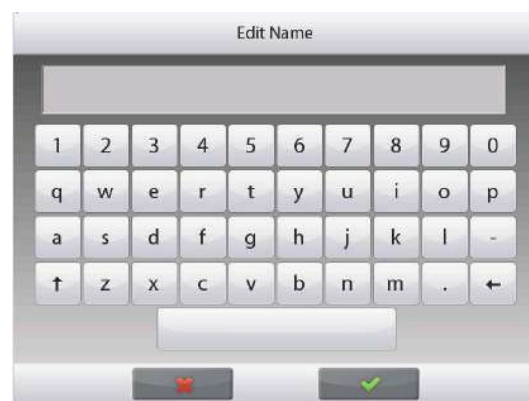 Edit Name
1 2 3 4 5 6 7 8 9 0
q w e r t y u i o p
a s d f g h j k l -
↑ z x c v b n m . ←